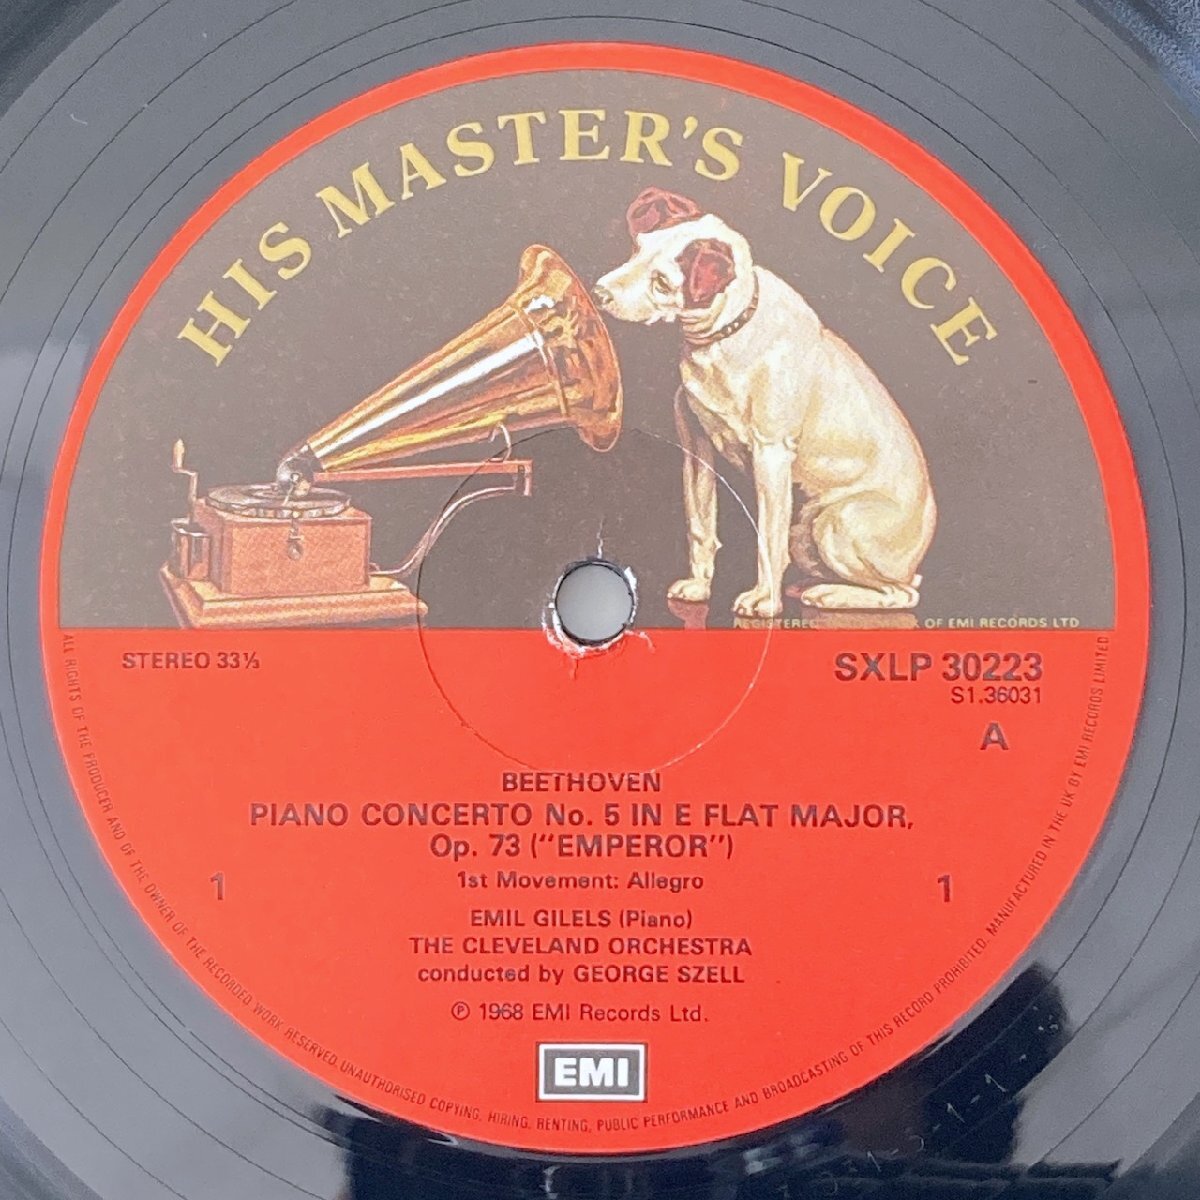 HIS MASTER'S VOICE
REGISTERED OF EMI RECORDS LTD
STEREO 33⅓
SXLP 30223
S1.36031
A
BEETHOVEN
PIANO CONCERTO No. 5 IN E FLAT MAJOR,
Op. 73 ("EMPEROR")
1st Movement: Allegro
1 1
EMIL GILELS (Piano)
THE CLEVELAND ORCHESTRA
conducted by GEORGE SZELL
℗ 1968 EMI Records Ltd.
EMI
ALL RIGHTS OF THE PRODUCER AND OF THE OWNER OF THE RECORDED WORK RESERVED. UNAUTHORISED COPYING, HIRING, RENTING, PUBLIC PERFORMANCE AND BROADCASTING OF THIS RECORD PROHIBITED. MANUFACTURED IN THE UK BY EMI RECORDS LIMITED